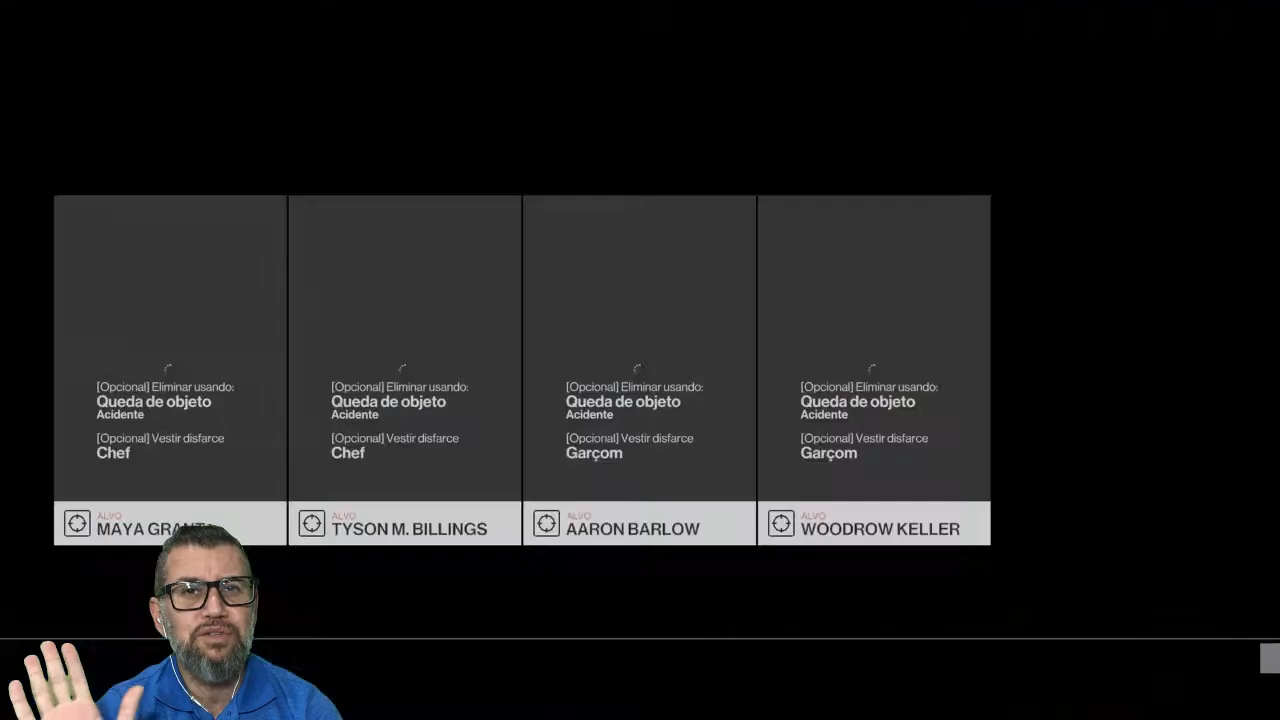 [Opcional] Eliminar usando:
Queda de objeto
Acidente
[Opcional] Vestir disfarce
Chef
ALVO
MAYA GRANT
[Opcional] Eliminar usando:
Queda de objeto
Acidente
[Opcional] Vestir disfarce
Chef
ALVO
TYSON M. BILLINGS
[Opcional] Eliminar usando:
Queda de objeto
Acidente
[Opcional] Vestir disfarce
Garçom
ALVO
AARON BARLOW
[Opcional] Eliminar usando:
Queda de objeto
Acidente
[Opcional] Vestir disfarce
Garçom
ALVO
WOODROW KELLER